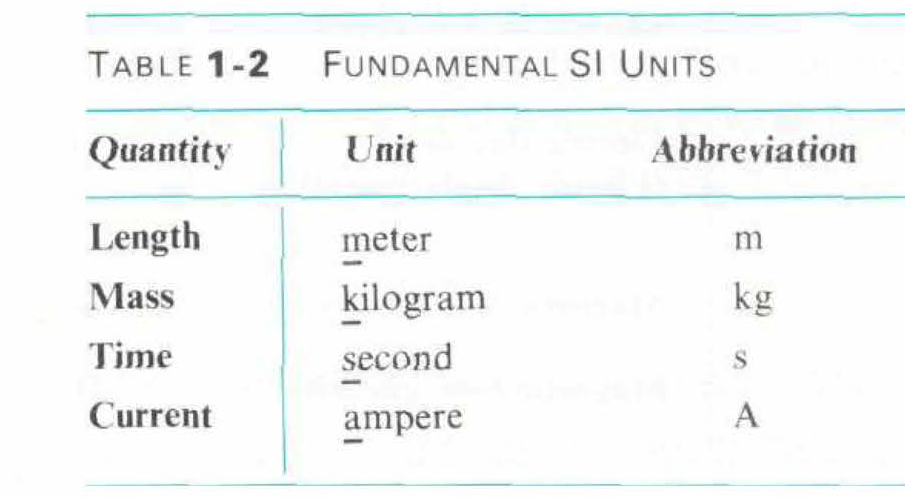 TABLE 1-2 FUNDAMENTAL SI UNITS
Quantity Unit Abbreviation
Length meter m
Mass kilogram kg
Time second s
Current ampere A